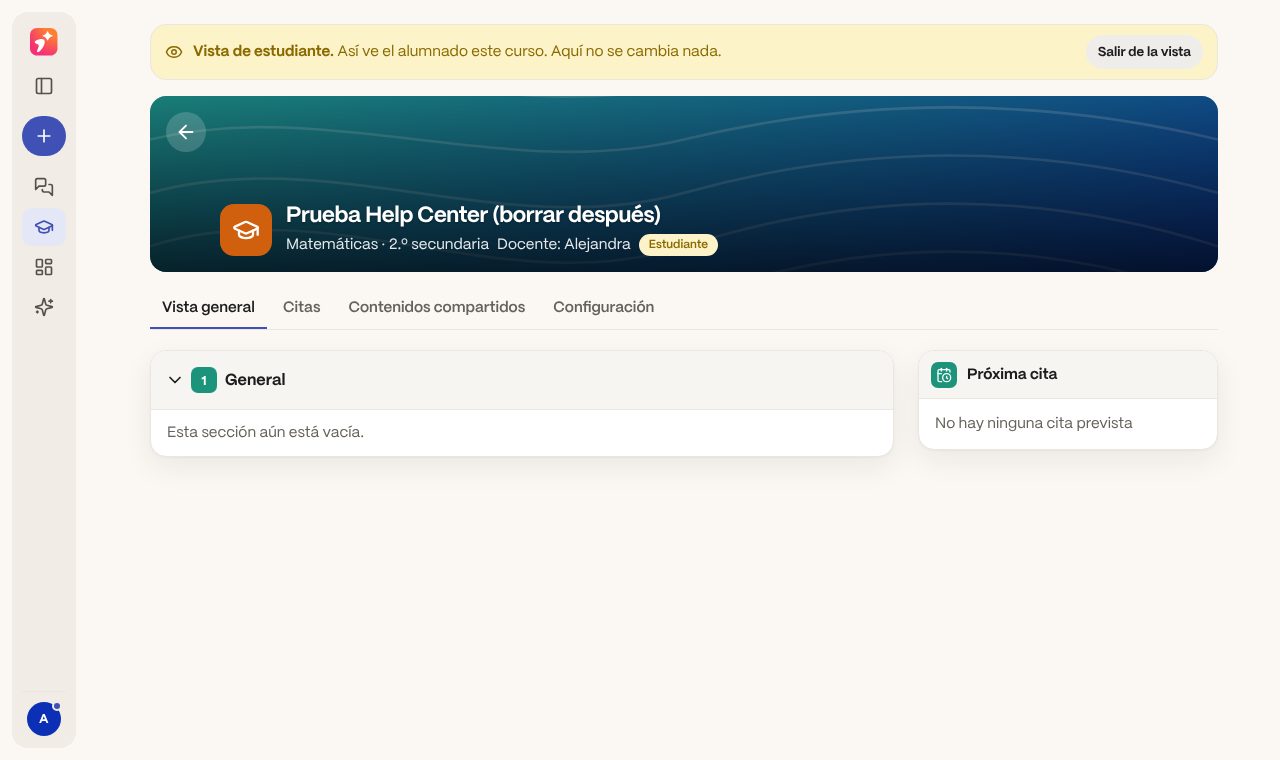 Vista de estudiante. Así ve el alumnado este curso. Aquí no se cambia nada.
Salir de la vista
Prueba Help Center (borrar después)
Matemáticas · 2.º secundaria Docente: Alejandra Estudiante
Vista general Citas Contenidos compartidos Configuración
1 General
Esta sección aún está vacía.
Próxima cita
No hay ninguna cita prevista
A